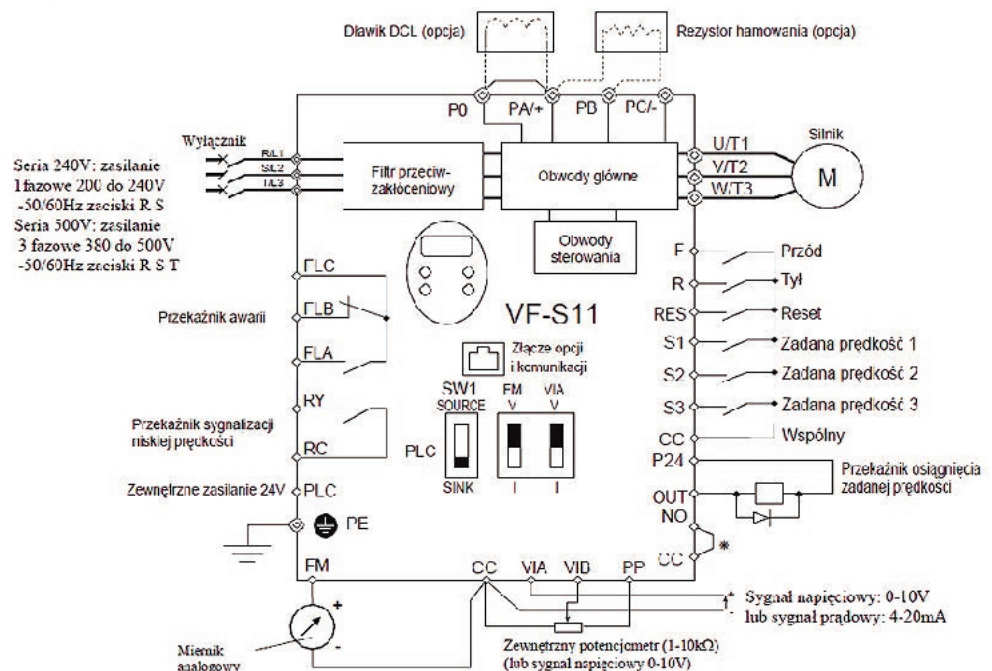 Dławik DCL (opcja)
Rezystor hamowania (opcja)
P0
PA/+
PB
PC/-
Wyłącznik
Silnik
R/L1
S/L2
T/L3
Filtr przeciw-
zakłóceniowy
Obwody główne
U/T1
V/T2
W/T3
M
Seria 240V: zasilanie
1fazowe 200 do 240V
-50/60Hz zaciski R S
Seria 500V: zasilanie
3 fazowe 380 do 500V
-50/60Hz zaciski R S T
Obwody
sterowania
F
Przód
R
Tył
RES
Reset
S1
Zadana prędkość 1
S2
Zadana prędkość 2
S3
Zadana prędkość 3
CC
Wspólny
FLC
FLB
FLA
Przekaźnik awarii
VF-S11
Złącze opcji
i komunikacji
SW1
SOURCE
PLC
SINK
FM
V
I
VIA
V
I
RY
RC
Przekaźnik sygnalizacji
niskiej prędkości
P24
OUT
NO
CC
*
Przekaźnik osiągnięcia
zadanej prędkości
Zewnętrzne zasilanie 24V
PLC
PE
FM
CC
VIA
VIB
PP
+
-
Miernik
analogowy
+
-
Sygnał napięciowy: 0-10V
lub sygnał prądowy: 4-20mA
Zewnętrzny potencjometr (1-10kΩ)
(lub sygnał napięciowy 0-10V)